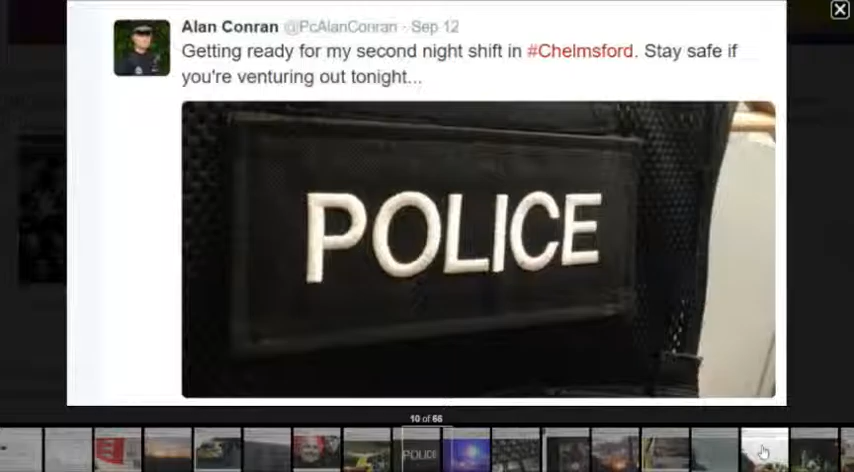 Alan Conran @PcAlanConran · Sep 12
Getting ready for my second night shift in #Chelmsford. Stay safe if
you're venturing out tonight...
POLICE
10 of 66
POLICE